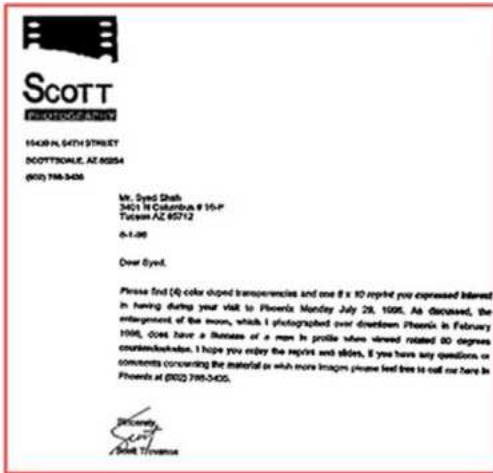 SCOTT
PHOTOGRAPHY
SCOTTSDALE, AZ
Mr. Syed Shah
3401 N Columbus #
Tucson AZ 85712
8-1-96
Dear Syed,
Please find (4) color duped transparencies and one 8 x 10 reprint you expressed interest
in having during your visit to Phoenix Monday July 29, 1996. As discussed, the
enlargement of the moon, which I photographed over downtown Phoenix in February
1996, does have a likeness of a man in profile when viewed rotated 90 degrees
counterclockwise. I hope you enjoy the reprint and slides. If you have any questions or
comments concerning the material or wish more images please feel free to call me here in
Phoenix at (602)
Sincerely,
Scott
Scott